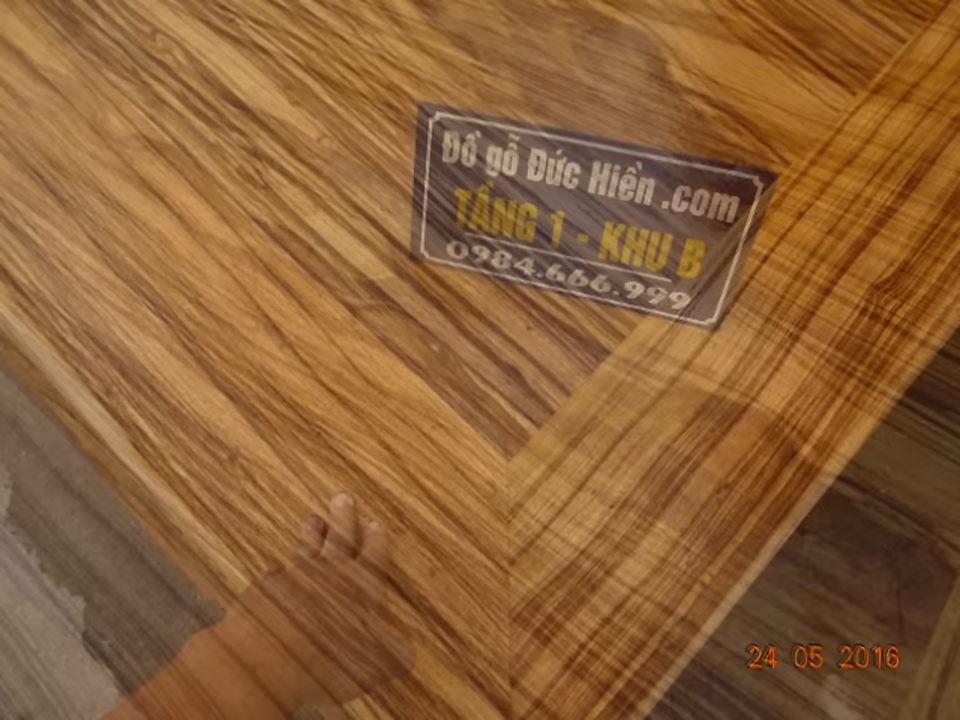 Đồ gỗ Đức Hiền .com
TẦNG 1 - KHU B
0984.666.999
24 05 2016